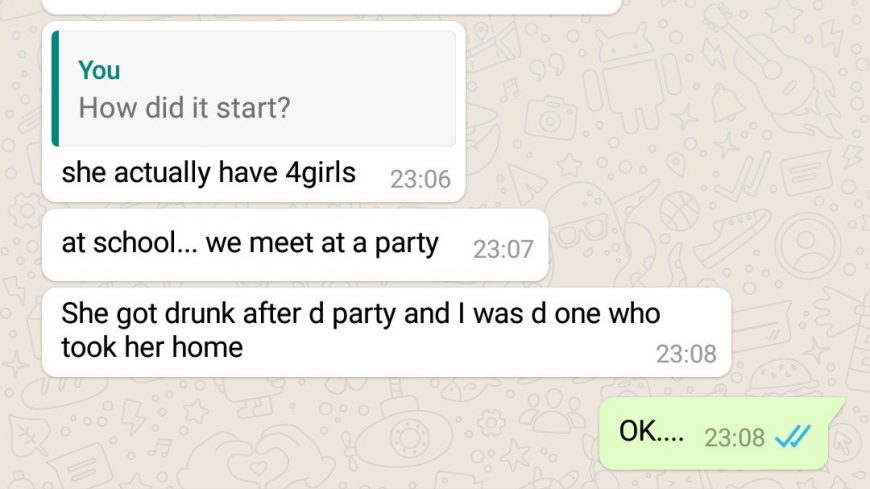 You
How did it start?
she actually have 4girls 23:06
at school... we meet at a party 23:07
She got drunk after d party and I was d one who
took her home 23:08
OK.... 23:08